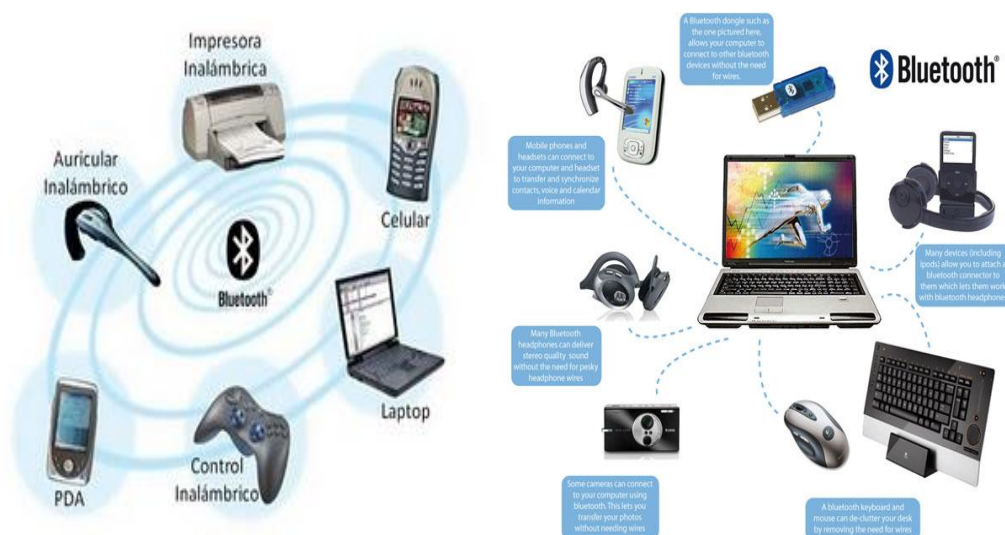 Impresora
Inalámbrica
Auricular
Inalámbrico
Celular
Bluetooth®
Laptop
PDA
Control
Inalámbrico
A Bluetooth dongle such as
the one pictured here,
allows your computer to
connect to other bluetooth
devices without the need
for wires.
Bluetooth®
Mobile phones and
headsets can connect to
your computer and headset
to transfer and synchronize
contacts, voice and calendar
information
Many devices (including
ipods) allow you to attach a
bluetooth connector to
them which lets them work
with bluetooth headphones
Many Bluetooth
headphones can deliver
stereo quality sound
without the need for pesky
headphone wires
Some cameras can connect
to your computer using
bluetooth. This lets you
transfer your photos
without needing wires
A bluetooth keyboard and
mouse can de-clutter your desk
by removing the need for wires